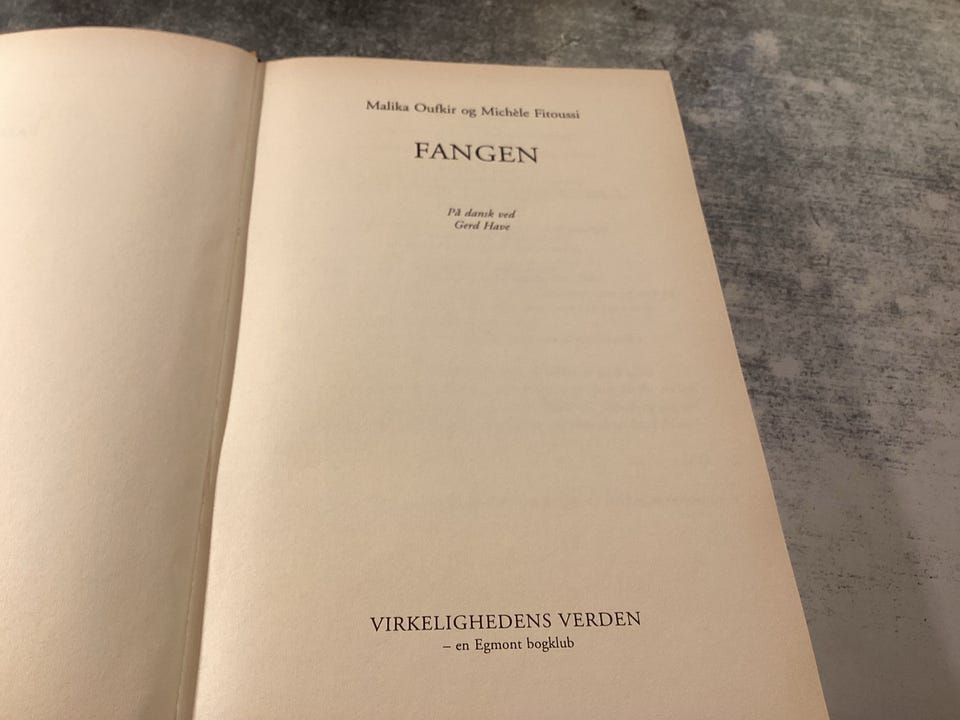 Malika Oufkir og Michèle Fitoussi
FANGEN
På dansk ved
Gerd Have
VIRKELIGHEDENS VERDEN
– en Egmont bogklub